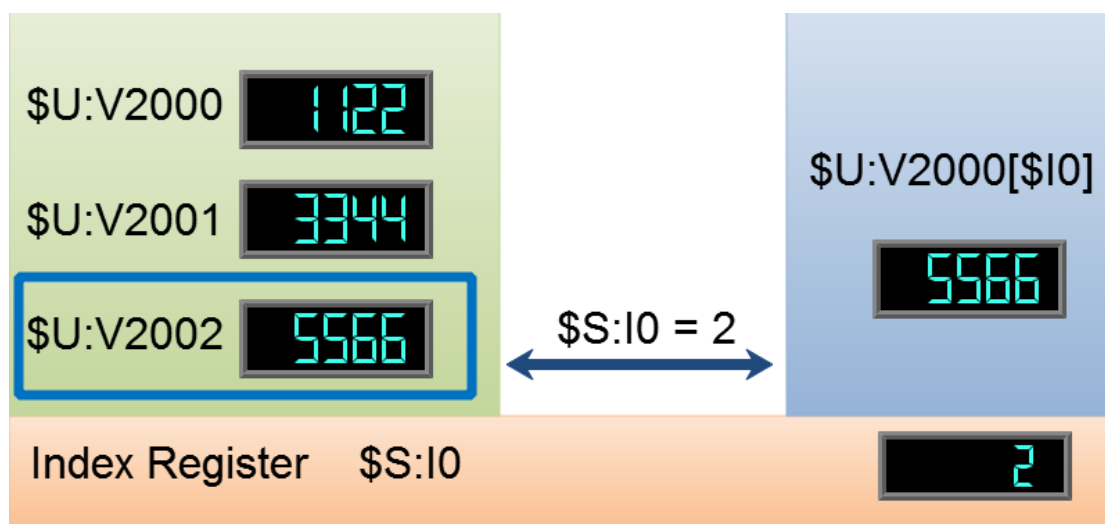 $U:V2000 1122
$U:V2001 3344
$U:V2002 5566
$S:I0 = 2
$U:V2000[$I0]
5566
Index Register $S:I0 2